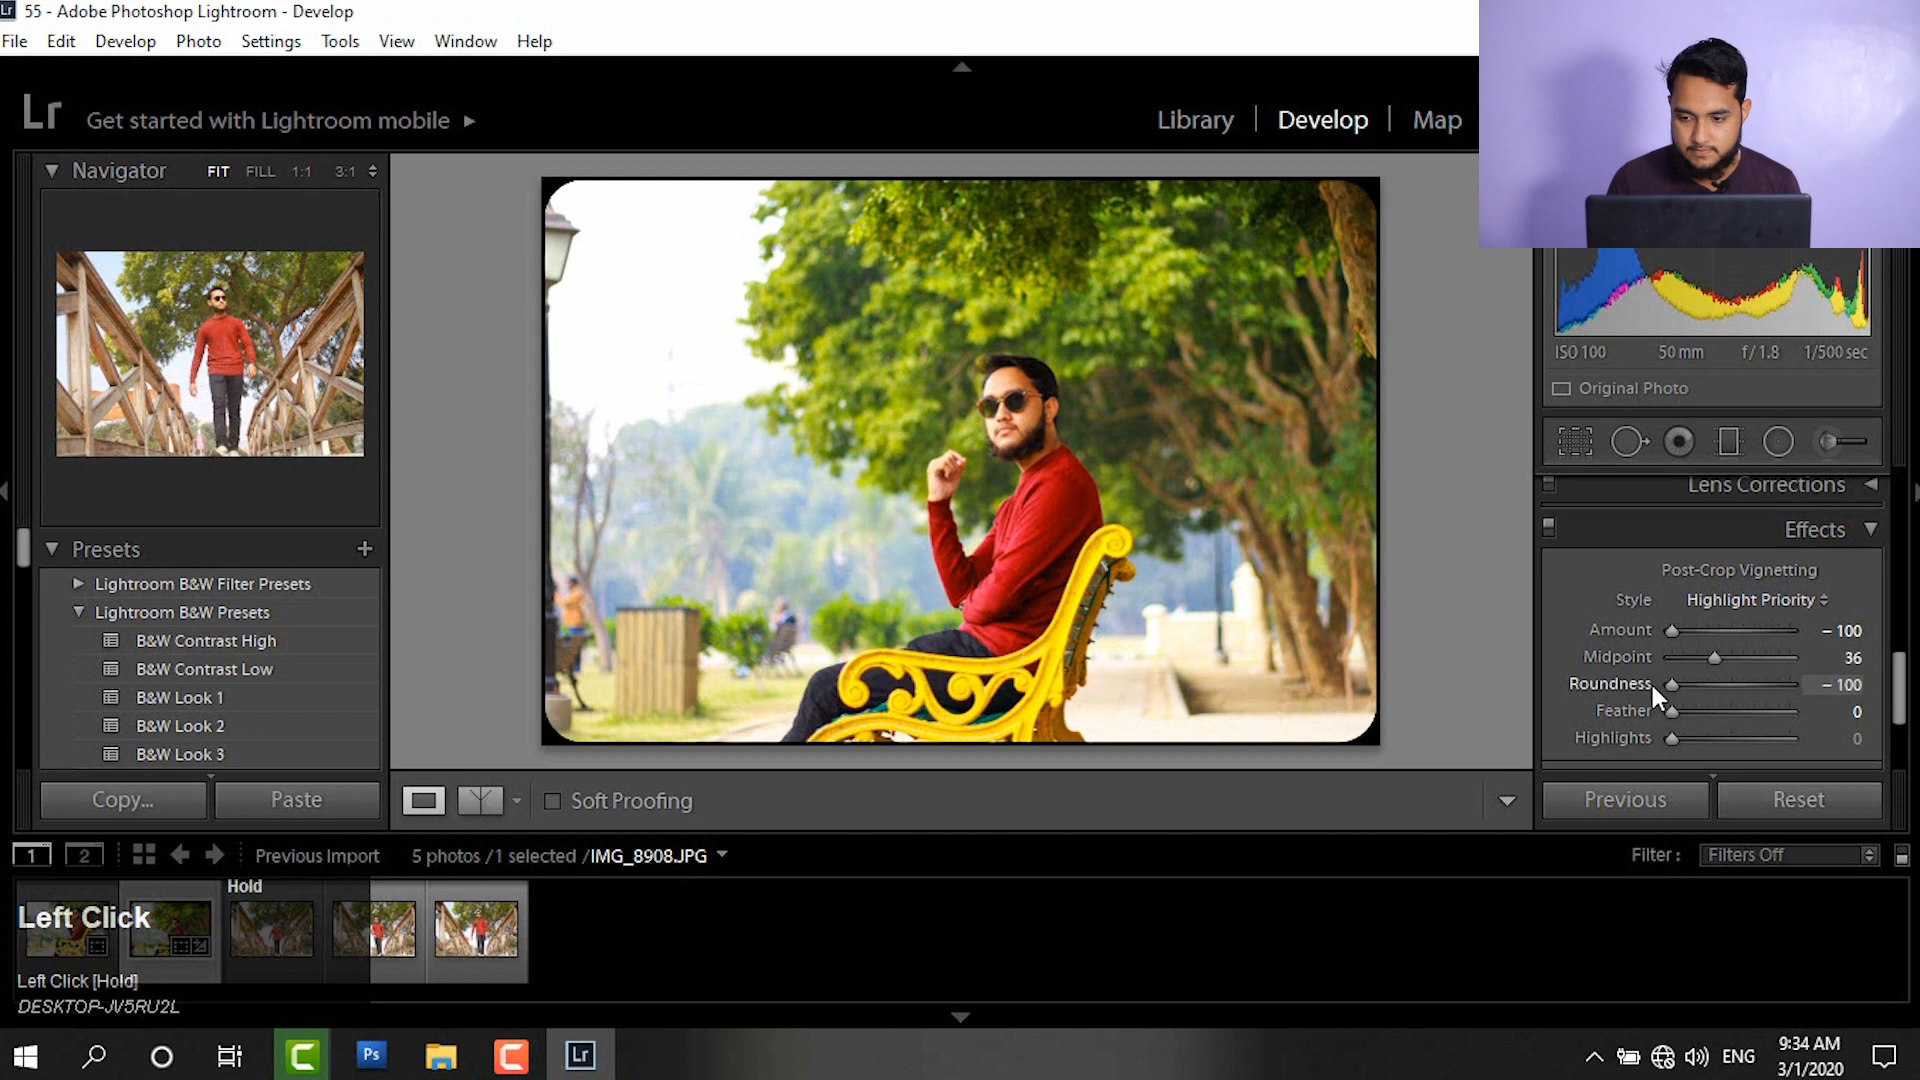 Lr 55 - Adobe Photoshop Lightroom - Develop
File Edit Develop Photo Settings Tools View Window Help
Lr Get started with Lightroom mobile
Library | Develop | Map
Navigator FIT FILL 1:1 3:1
ISO 100 50 mm f / 1.8 1/500 sec
Original Photo
Lens Corrections
Effects
Post-Crop Vignetting
Style Highlight Priority
Amount – 100
Midpoint 36
Roundness – 100
Feather 0
Highlights 0
Presets +
Lightroom B&W Filter Presets
Lightroom B&W Presets
B&W Contrast High
B&W Contrast Low
B&W Look 1
B&W Look 2
B&W Look 3
Copy... Paste
Soft Proofing
Previous Reset
1 2 Previous Import 5 photos /1 selected /IMG_8908.JPG
Filter : Filters Off
Hold
Left Click
Left Click [Hold]
DESKTOP-JV5RU2L
Ps Lr
ENG
9:34 AM
3/1/2020